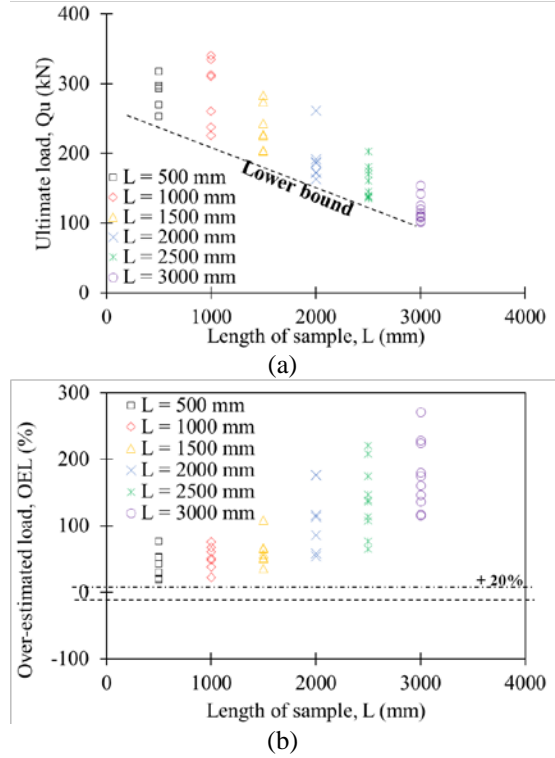 (a)
400
300
200
100
0
Ultimate load, Qu (kN)
L = 500 mm
L = 1000 mm
L = 1500 mm
L = 2000 mm
L = 2500 mm
L = 3000 mm
Lower bound
0 1000 2000 3000 4000
Length of sample, L (mm)
(a)
300
200
100
0
-100
Over-estimated load, OEL (%)
L = 500 mm
L = 1000 mm
L = 1500 mm
L = 2000 mm
L = 2500 mm
L = 3000 mm
+ 20%
0 1000 2000 3000 4000
Length of sample, L (mm)
(b)